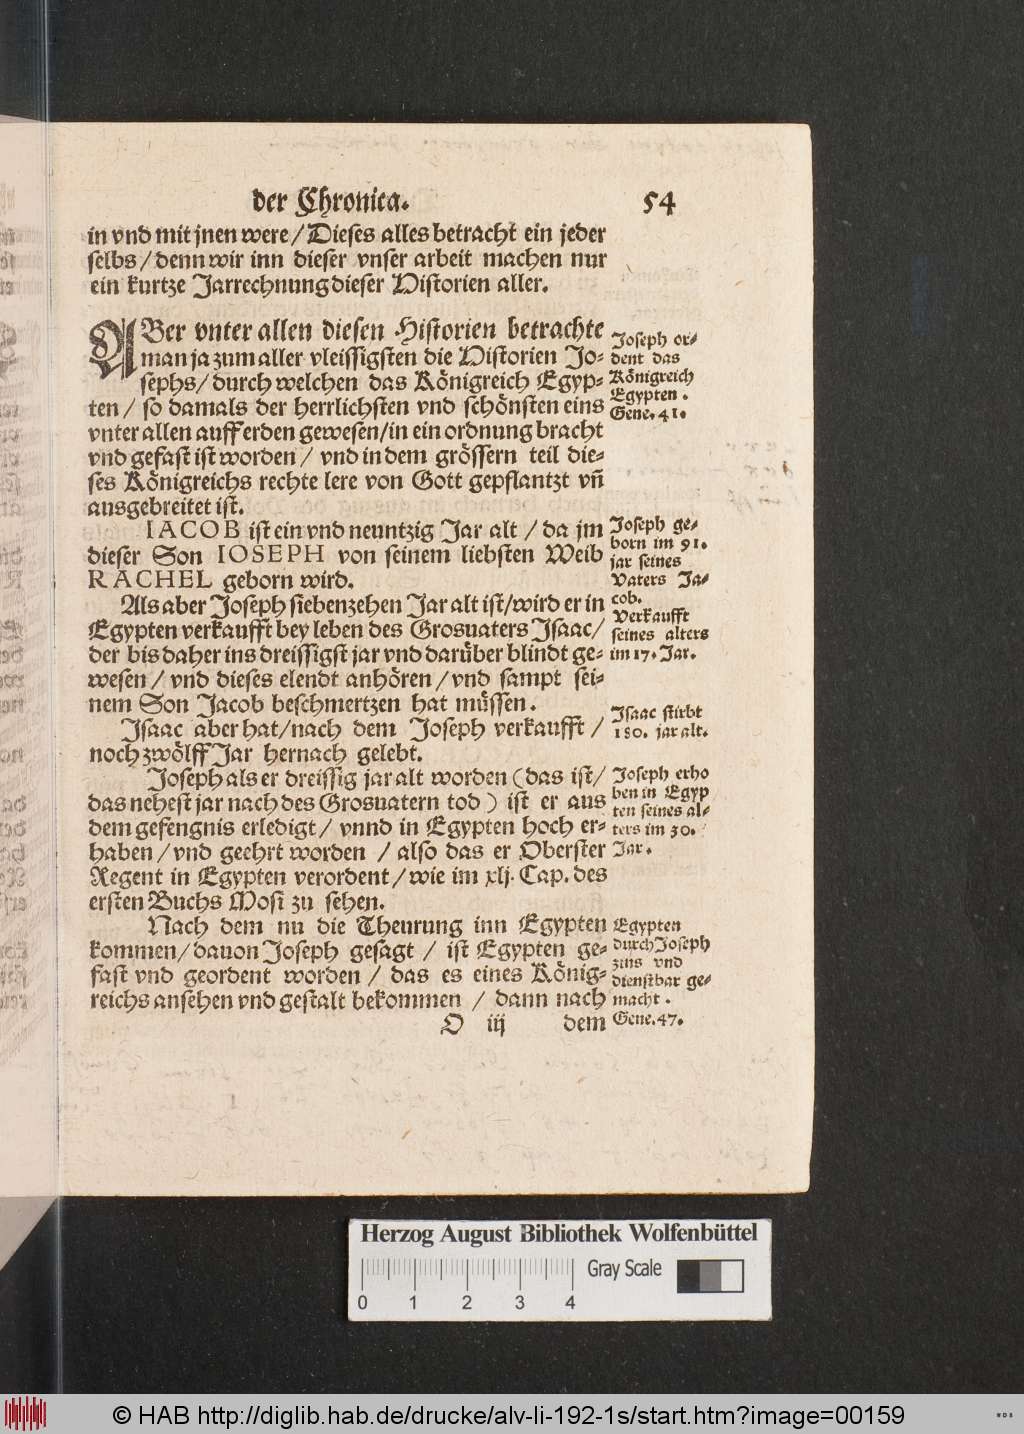 der Chronica.
54
in vnd mit jnen were / Dieses alles betracht ein jeder
selbs / denn wir inn dieser vnser arbeit machen nur
ein kurtze Jarrechnung dieser Historien aller.
ABer vnter allen diesen Historien betrachte
man ja zum aller vleissigsten die Historien Jo-
sephs / durch welchen das Königreich Egyp-
ten / so damals der herrlichsten vnd schönsten eins
vnter allen auff erden gewesen / in ein ordnung bracht
vnd gefast ist worden / vnd in dem grössern teil die-
ses Königreichs rechte lere von Gott gepflantzt vñ
ausgebreitet ist.
Joseph or-
dent das
Königreich
Egypten.
Gene. 41.
IACOB ist ein vnd neuntzig Jar alt / da jm
dieser Son IOSEPH von seinem liebsten Weib
RACHEL geborn wird.
Joseph ge-
born im 91.
jar seines
Vaters Ja-
cob.
Als aber Joseph siebenzehen Jar alt ist / wird er in
Egypten verkaufft bey leben des Grosuaters Isaac /
der bis daher ins dreissigst jar vnd darüber blindt ge-
wesen / vnd dieses elendt anhören / vnd sampt sei-
nem Son Jacob beschmertzen hat müssen.
Verkaufft
seines alters
im 17. Jar.
Isaac aber hat / nach dem Joseph verkaufft /
noch zwölff Jar hernach gelebt.
Isaac stirbt
180. jar alt.
Joseph als er dreissig jar alt worden (das ist /
das nehest jar nach des Grosuatern tod) ist er aus
dem gefengnis erledigt / vnnd in Egypten hoch er-
haben / vnd geehrt worden / also das er Oberster
Regent in Egypten verordent / wie im xlj. Cap. des
ersten Buchs Mosi zu sehen.
Joseph erho
ben in Egyp
ten seines al-
ters im 30.
Jar.
Nach dem nu die Theurung inn Egypten
kommen / dauon Joseph gesagt / ist Egypten ge-
fast vnd geordent worden / das es eines König-
reichs ansehen vnd gestalt bekommen / dann nach
Egypten
durch Joseph
zins vnd
dienstbar ge-
macht.
Gene. 47.
O iij dem
Herzog August Bibliothek Wolfenbüttel
0 1 2 3 4
Gray Scale
© HAB http://diglib.hab.de/drucke/alv-li-192-1s/start.htm?image=00159